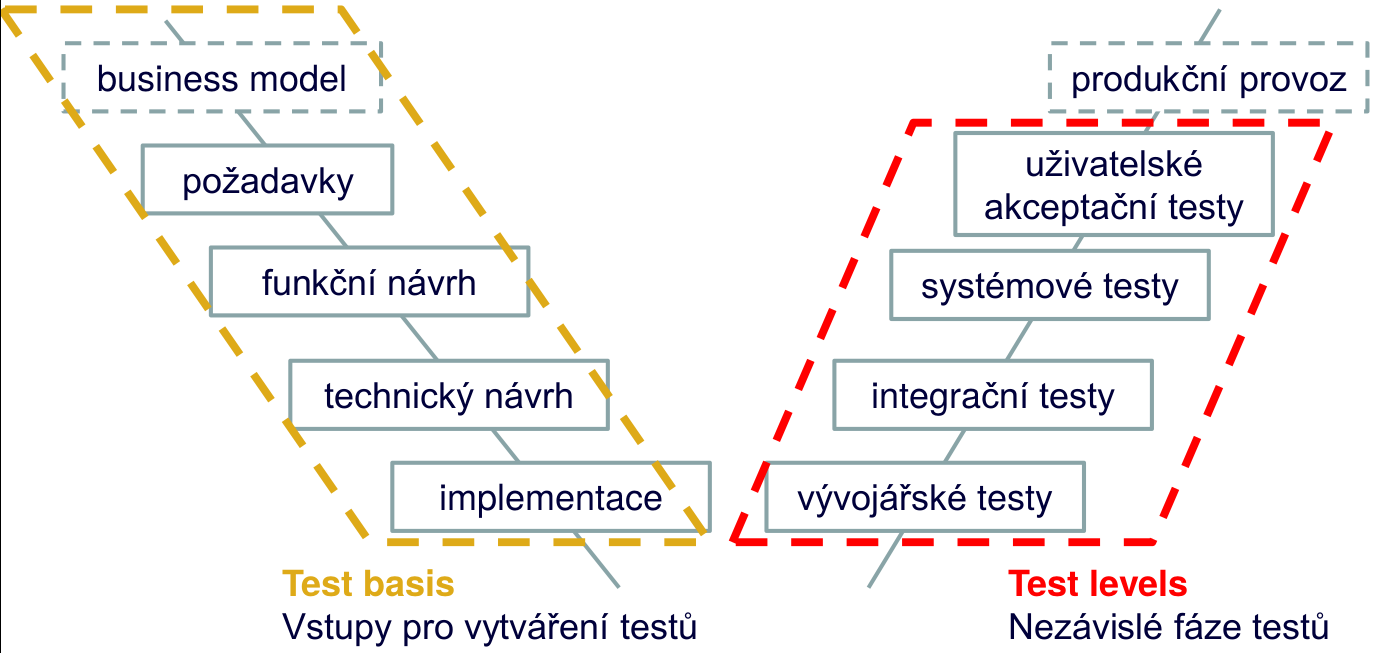 business model
požadavky
funkční návrh
technický návrh
implementace
Test basis
Vstupy pro vytváření testů
produkční provoz
uživatelské
akceptační testy
systémové testy
integrační testy
vývojářské testy
Test levels
Nezávislé fáze testů